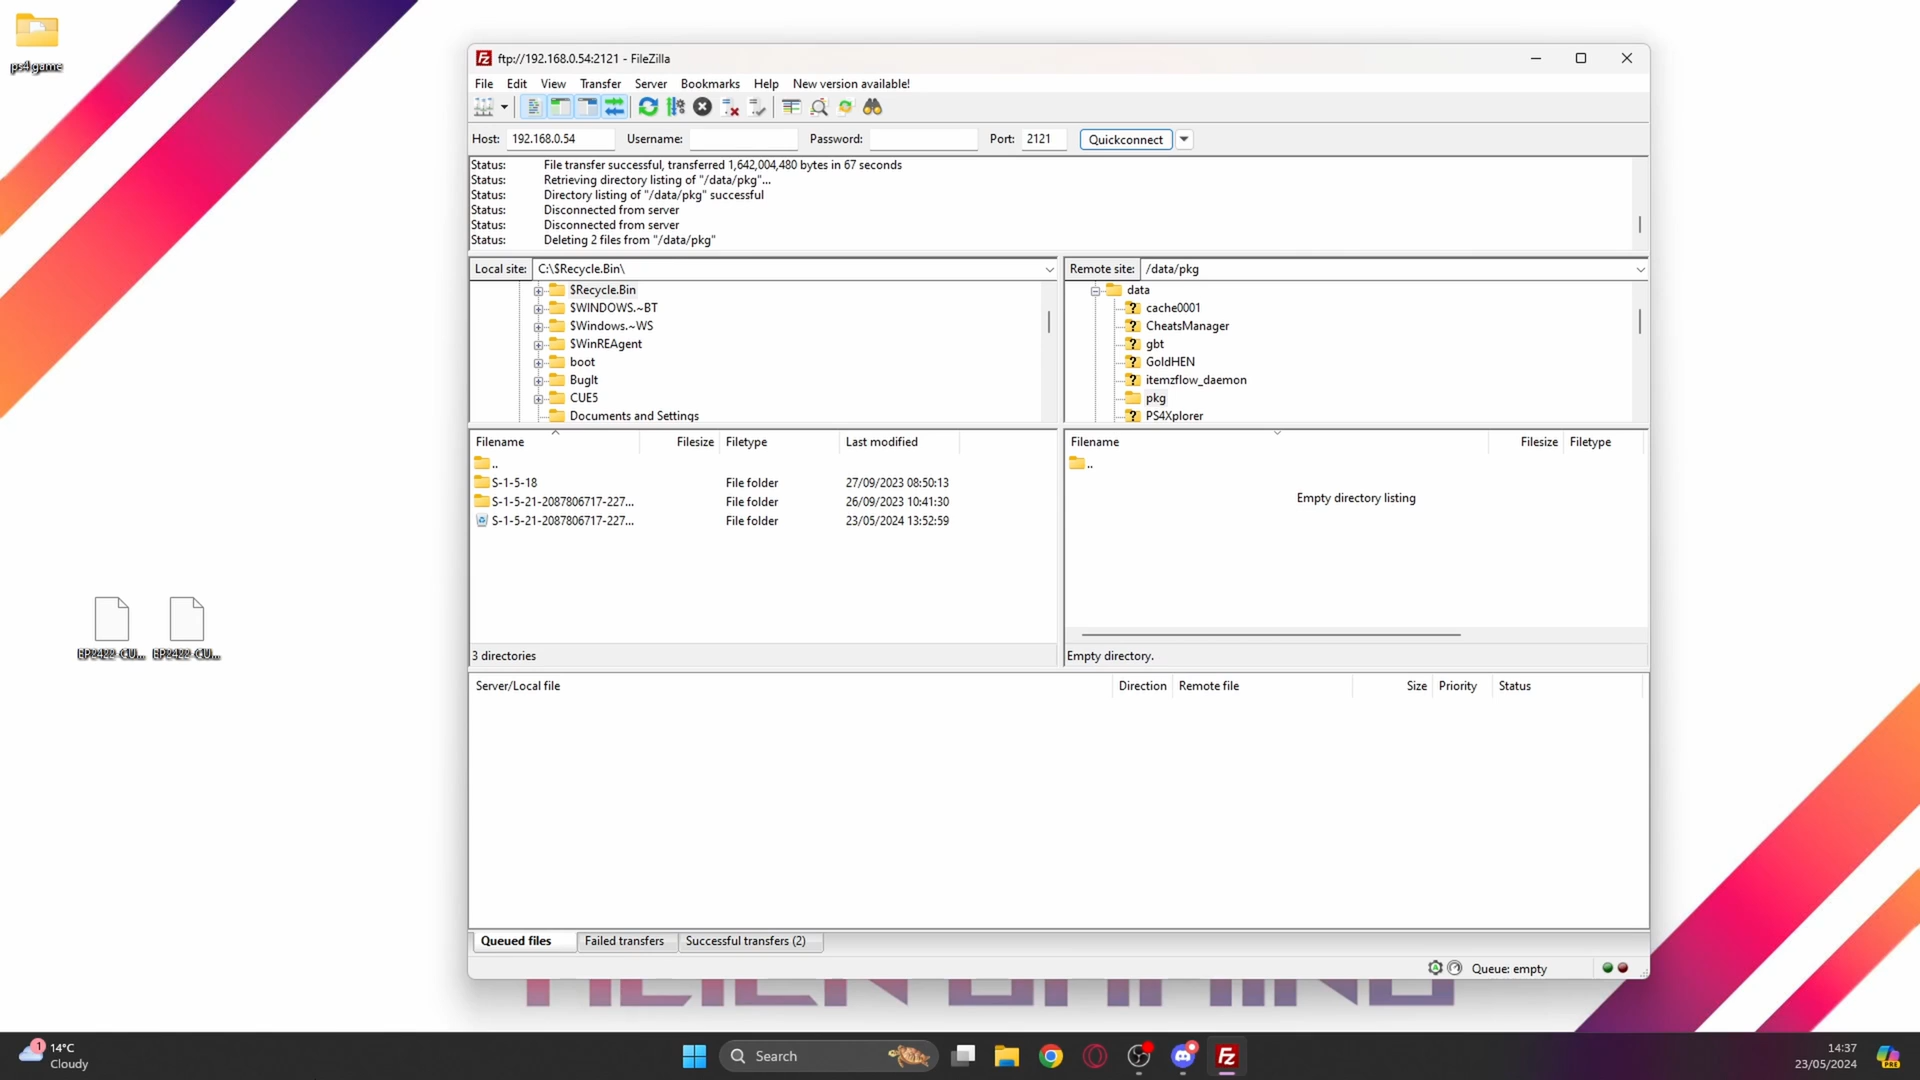 ps4 game
ftp://192.168.0.54:2121 - FileZilla
File Edit View Transfer Server Bookmarks Help New version available!
Host: 192.168.0.54 Username: Password: Port: 2121 Quickconnect
Status: File transfer successful, transferred 1,642,004,480 bytes in 67 seconds
Status: Retrieving directory listing of "/data/pkg"...
Status: Directory listing of "/data/pkg" successful
Status: Disconnected from server
Status: Disconnected from server
Status: Deleting 2 files from "/data/pkg"
Local site: C:\$Recycle.Bin\
$Recycle.Bin
$WINDOWS.~BT
$Windows.~WS
$WinREAgent
boot
BugIt
CUE5
Documents and Settings
Remote site: /data/pkg
data
cache0001
CheatsManager
gbt
GoldHEN
itemzflow_daemon
pkg
PS4Xplorer
Filename Filesize Filetype Last modified
..
S-1-5-18 File folder 27/09/2023 08:50:13
S-1-5-21-2087806717-227... File folder 26/09/2023 10:41:30
S-1-5-21-2087806717-227... File folder 23/05/2024 13:52:59
3 directories
Filename Filesize Filetype
..
Empty directory listing
Empty directory.
EP2422-CU... EP2422-CU...
Server/Local file Direction Remote file Size Priority Status
Queued files Failed transfers Successful transfers (2)
Queue: empty
1 14°C
Cloudy
Search
14:37
23/05/2024
PRE